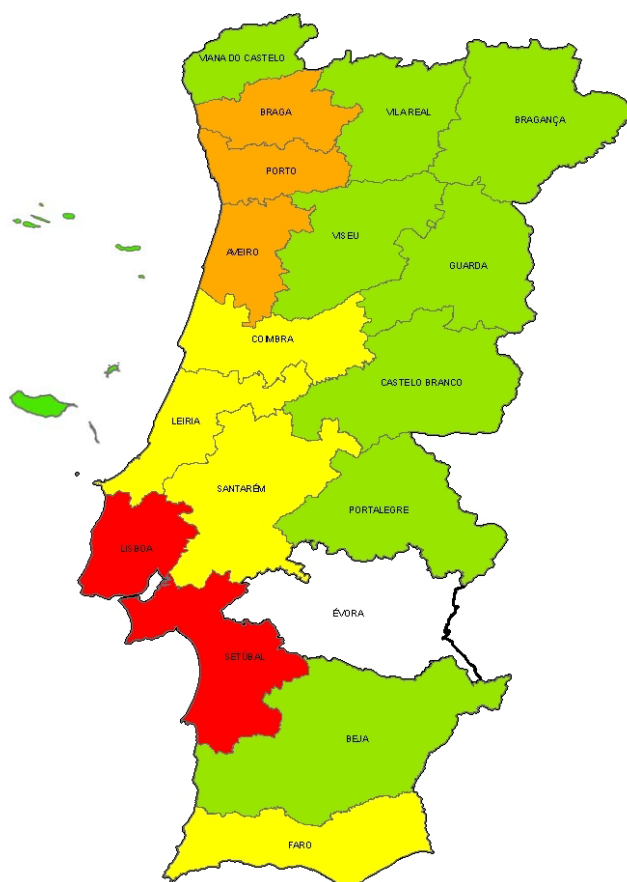 VIANA DO CASTELO
BRAGA
VILA REAL
BRAGANÇA
PORTO
AVEIRO
VISEU
GUARDA
COIMBRA
CASTELO BRANCO
LEIRIA
SANTARÉM
PORTALEGRE
LISBOA
ÉVORA
SETÚBAL
BEJA
FARO